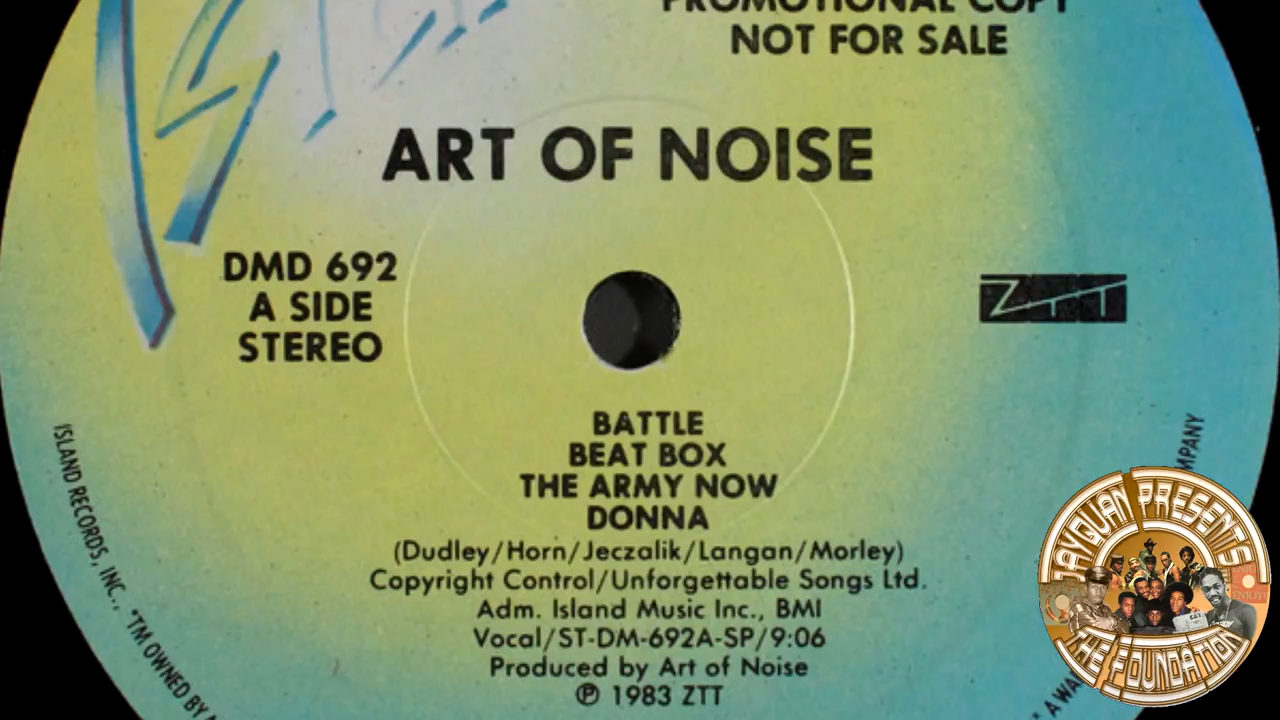 PROMOTIONAL COPY
NOT FOR SALE
ART OF NOISE
DMD 692
A SIDE
STEREO
ZTT
BATTLE
BEAT BOX
THE ARMY NOW
DONNA
(Dudley/Horn/Jeczalik/Langan/Morley)
Copyright Control/Unforgettable Songs Ltd.
Adm. Island Music Inc., BMI
Vocal/ST-DM-692A-SP/9:06
Produced by Art of Noise
℗ 1983 ZTT
ISLAND RECORDS, INC., *TM OWNED BY
JAYQUAN PRESENTS
ENJOY!
THE FOUNDATION